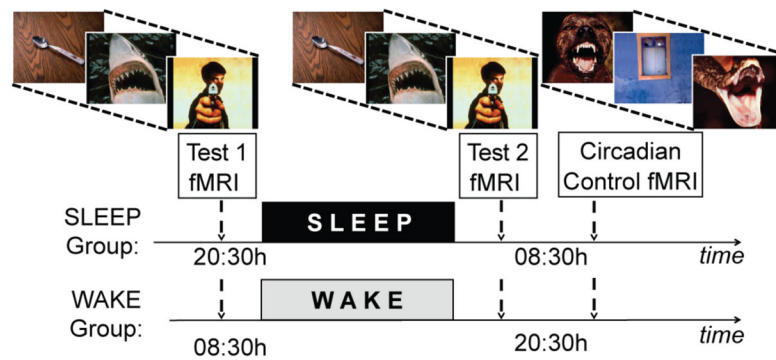 Test 1
fMRI
Test 2
fMRI
Circadian
Control fMRI
SLEEP
Group:
SLEEP
20:30h
08:30h
time
WAKE
Group:
WAKE
08:30h
20:30h
time